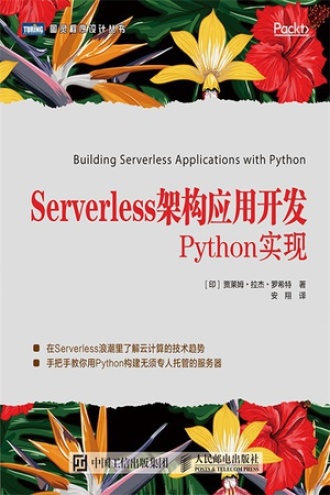 TURING 图灵程序设计丛书
Packt>
Building Serverless Applications with Python
Serverless架构应用开发
Python实现
[印] 贾莱姆·拉杰·罗希特 著
安翔 译
在Serverless浪潮里了解云计算的技术趋势
手把手教你用Python构建无须专人托管的服务器
中国工信出版集团
人民邮电出版社
POSTS & TELECOM PRESS